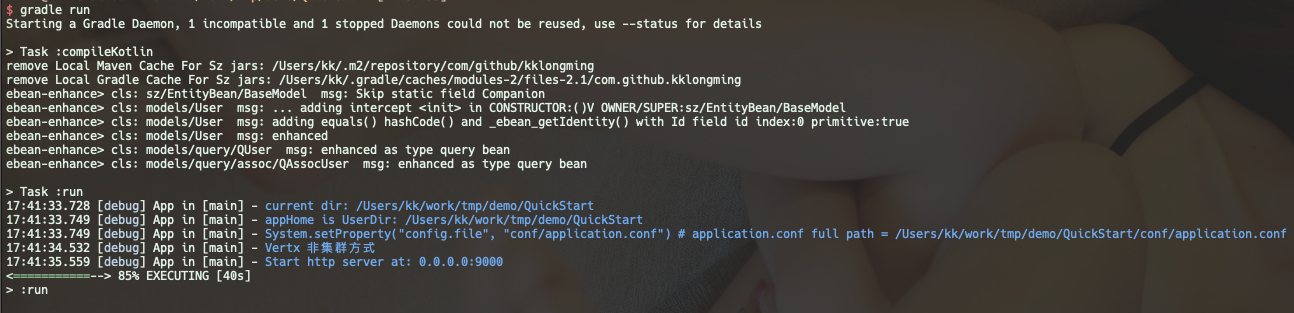 $ gradle run
Starting a Gradle Daemon, 1 incompatible and 1 stopped Daemons could not be reused, use --status for details
> Task :compileKotlin
remove Local Maven Cache For Sz jars: /Users/kk/.m2/repository/com/github/kklongming
remove Local Gradle Cache For Sz jars: /Users/kk/.gradle/caches/modules-2/files-2.1/com.github.kklongming
ebean-enhance> cls: sz/EntityBean/BaseModel  msg: Skip static field Companion
ebean-enhance> cls: models/User  msg: ... adding intercept <init> in CONSTRUCTOR:()V OWNER/SUPER:sz/EntityBean/BaseModel
ebean-enhance> cls: models/User  msg: adding equals() hashCode() and _ebean_getIdentity() with Id field id index:0 primitive:true
ebean-enhance> cls: models/User  msg: enhanced
ebean-enhance> cls: models/query/QUser  msg: enhanced as type query bean
ebean-enhance> cls: models/query/assoc/QAssocUser  msg: enhanced as type query bean
> Task :run
17:41:33.728 [debug] App in [main] - current dir: /Users/kk/work/tmp/demo/QuickStart
17:41:33.749 [debug] App in [main] - appHome is UserDir: /Users/kk/work/tmp/demo/QuickStart
17:41:33.749 [debug] App in [main] - System.setProperty("config.file", "conf/application.conf") # application.conf full path = /Users/kk/work/tmp/demo/QuickStart/conf/application.conf
17:41:34.532 [debug] App in [main] - Vertx 非集群方式
17:41:35.559 [debug] App in [main] - Start http server at: 0.0.0.0:9000
<===========--> 85% EXECUTING [40s]
> :run